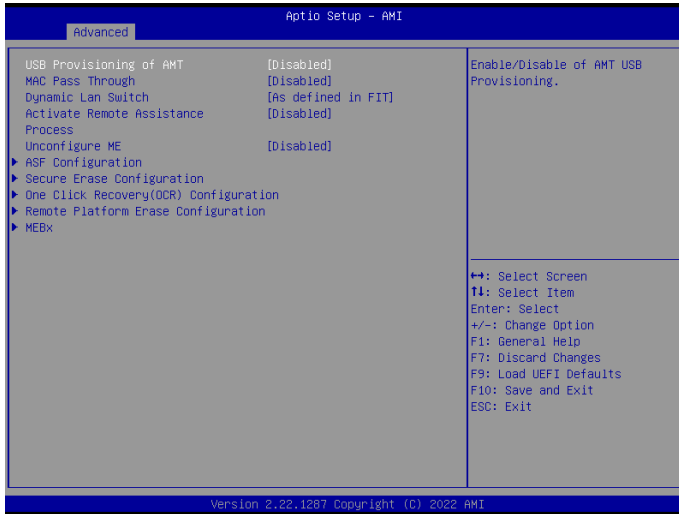 Aptio Setup – AMI
Advanced
USB Provisioning of AMT [Disabled]
MAC Pass Through [Disabled]
Dynamic Lan Switch [As defined in FIT]
Activate Remote Assistance [Disabled]
Process
Unconfigure ME [Disabled]
ASF Configuration
Secure Erase Configuration
One Click Recovery(OCR) Configuration
Remote Platform Erase Configuration
MEBx
Enable/Disable of AMT USB
Provisioning.
↔: Select Screen
↑↓: Select Item
Enter: Select
+/-: Change Option
F1: General Help
F7: Discard Changes
F9: Load UEFI Defaults
F10: Save and Exit
ESC: Exit
Version 2.22.1287 Copyright (C) 2022 AMI